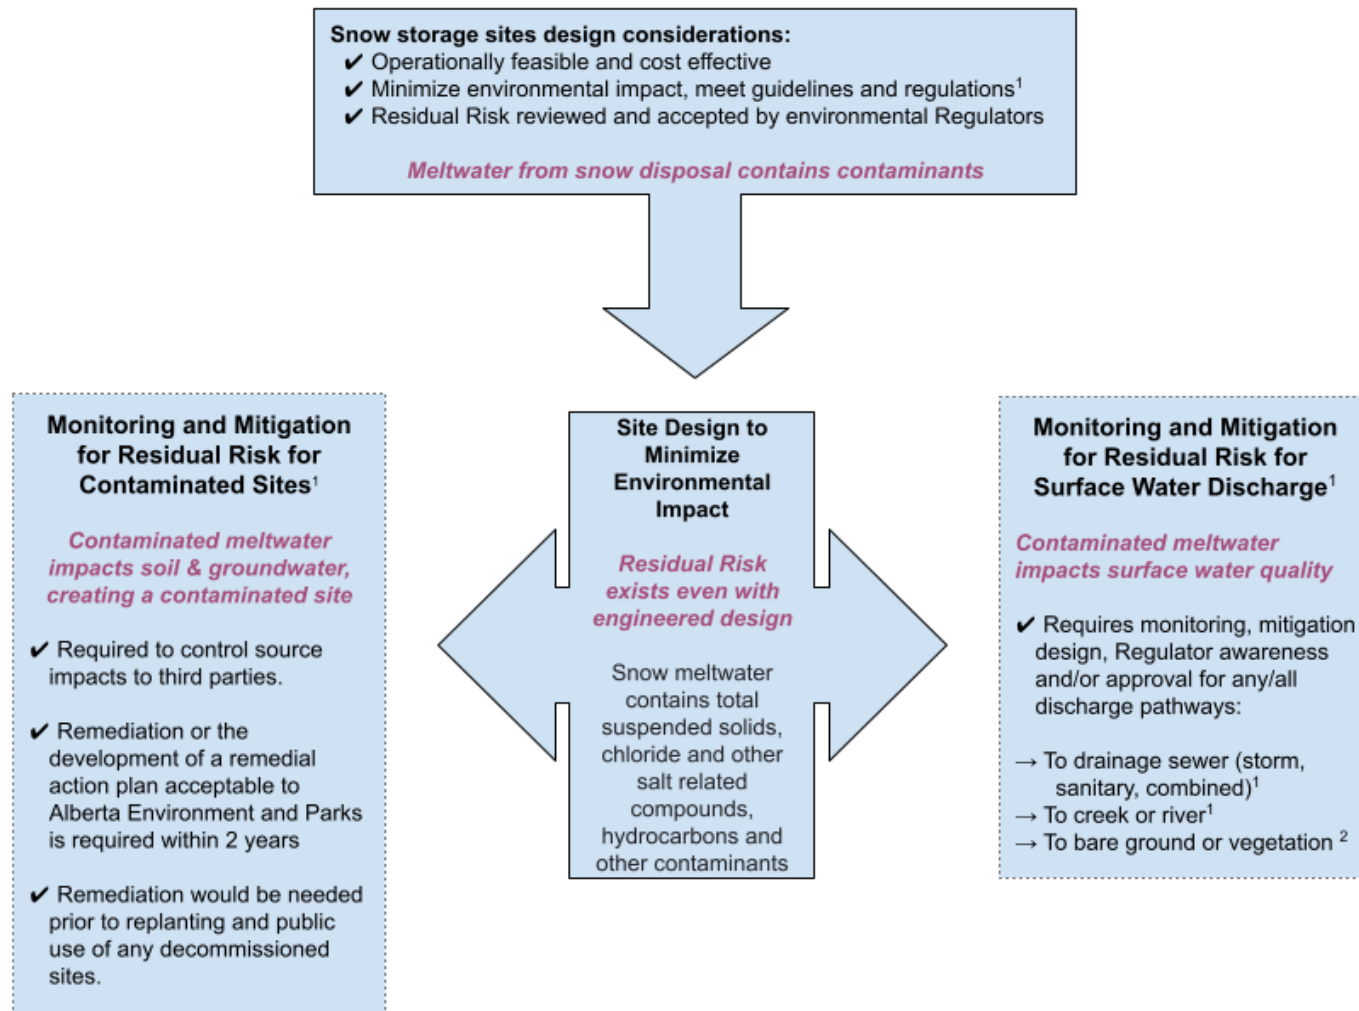 Snow storage sites design considerations:
✔ Operationally feasible and cost effective
✔ Minimize environmental impact, meet guidelines and regulations¹
✔ Residual Risk reviewed and accepted by environmental Regulators
Meltwater from snow disposal contains contaminants
Monitoring and Mitigation
for Residual Risk for
Contaminated Sites¹
Contaminated meltwater
impacts soil & groundwater,
creating a contaminated site
✔ Required to control source
impacts to third parties.
✔ Remediation or the
development of a remedial
action plan acceptable to
Alberta Environment and Parks
is required within 2 years
✔ Remediation would be needed
prior to replanting and public
use of any decommissioned
sites.
Site Design to
Minimize
Environmental
Impact
Residual Risk
exists even with
engineered design
Snow meltwater
contains total
suspended solids,
chloride and other
salt related
compounds,
hydrocarbons and
other contaminants
Monitoring and Mitigation
for Residual Risk for
Surface Water Discharge¹
Contaminated meltwater
impacts surface water quality
✔ Requires monitoring, mitigation
design, Regulator awareness
and/or approval for any/all
discharge pathways:
→ To drainage sewer (storm,
sanitary, combined)¹
→ To creek or river¹
→ To bare ground or vegetation ²